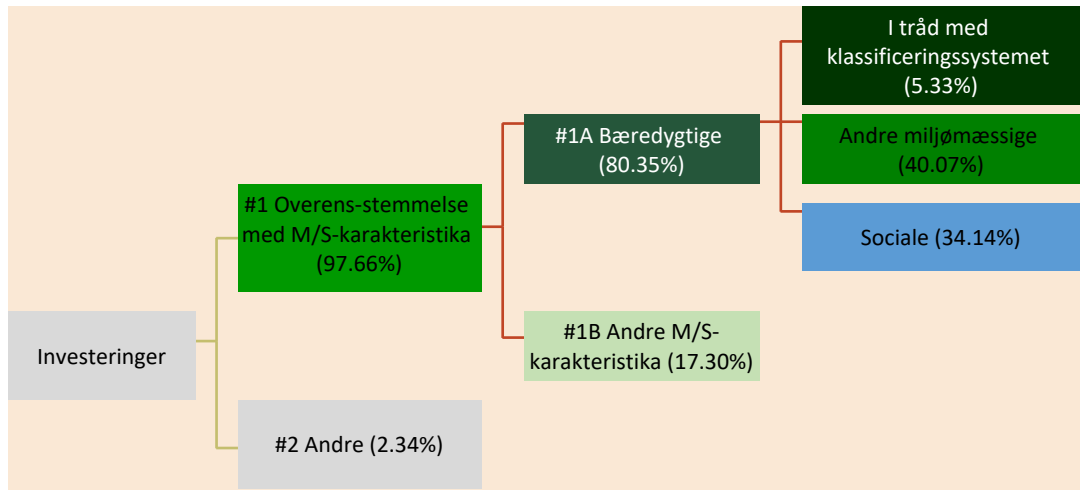 Investeringer
#1 Overens-stemmelse
med M/S-karakteristika
(97.66%)
#2 Andre (2.34%)
#1A Bæredygtige
(80.35%)
#1B Andre M/S-
karakteristika (17.30%)
I tråd med
klassificeringssystemet
(5.33%)
Andre miljømæssige
(40.07%)
Sociale (34.14%)